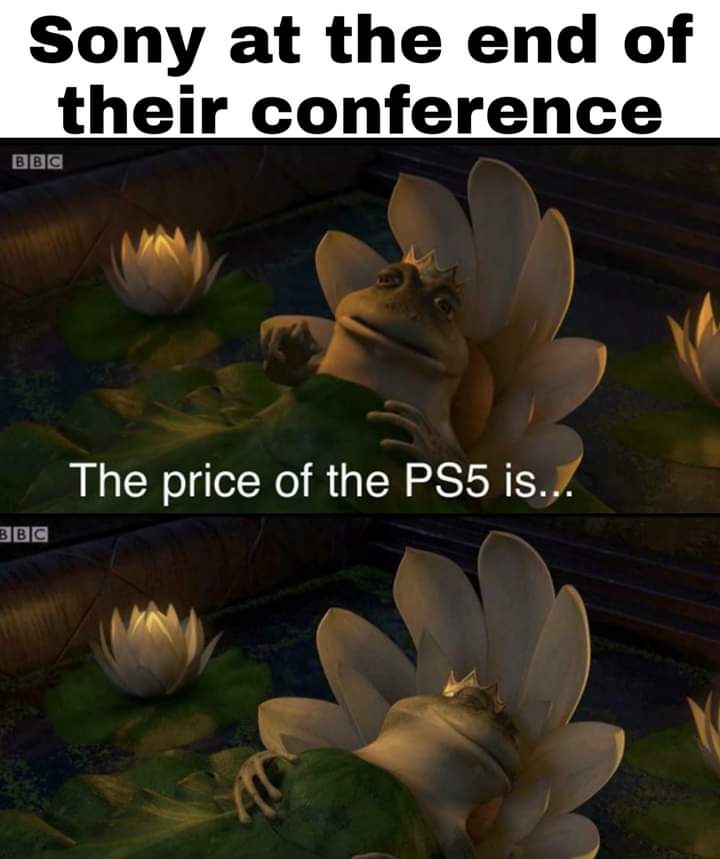 Sony at the end of
their conference
BBC
The price of the PS5 is...
BBC